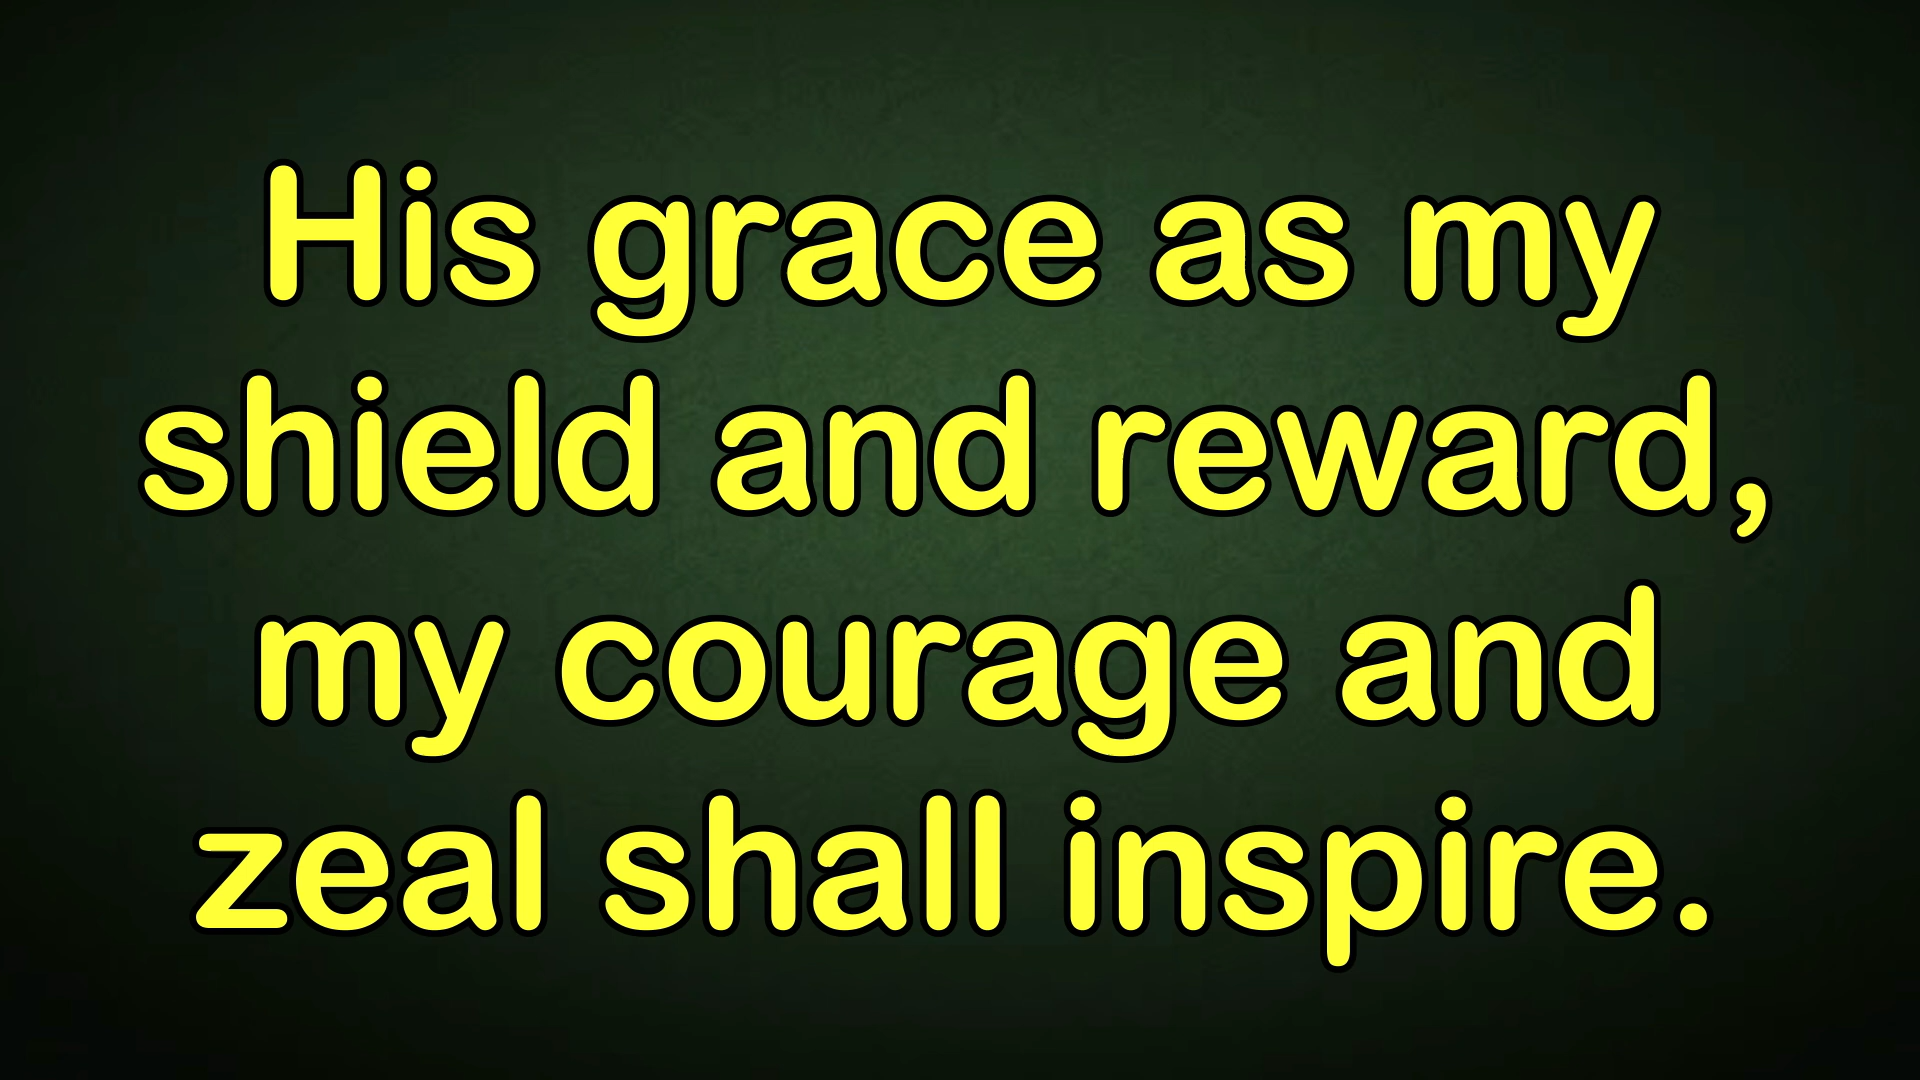 His grace as my
shield and reward,
my courage and
zeal shall inspire.